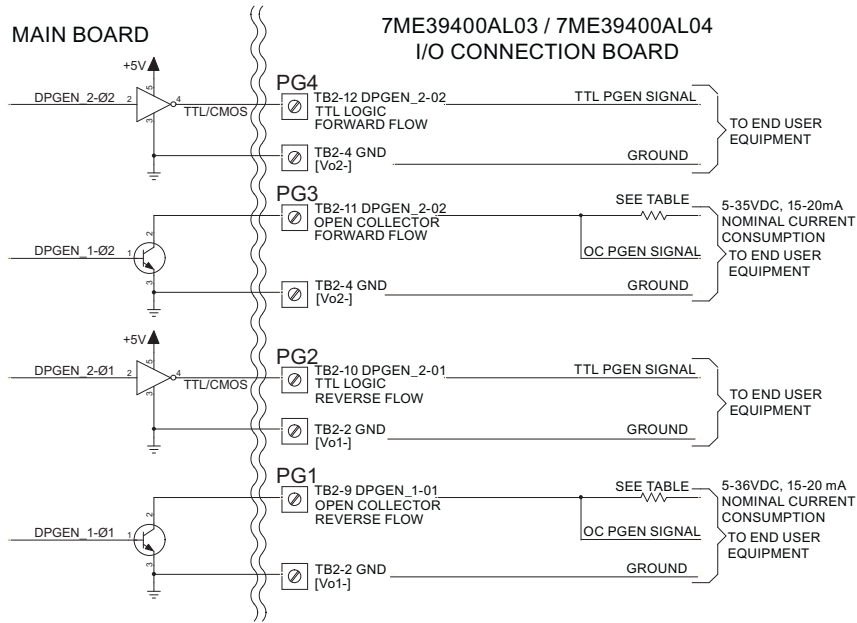 MAIN BOARD
7ME39400AL03 / 7ME39400AL04
I/O CONNECTION BOARD
+5V
DPGEN_2-Ø2
2
5
3
4
TTL/CMOS
PG4
TB2-12 DPGEN_2-02
TTL LOGIC
FORWARD FLOW
TTL PGEN SIGNAL
TO END USER
EQUIPMENT
TB2-4 GND
[Vo2-]
GROUND
PG3
TB2-11 DPGEN_2-02
OPEN COLLECTOR
FORWARD FLOW
SEE TABLE
5-35VDC, 15-20mA
NOMINAL CURRENT
CONSUMPTION
DPGEN_1-Ø2
1
2
3
OC PGEN SIGNAL
TO END USER
EQUIPMENT
TB2-4 GND
[Vo2-]
GROUND
+5V
DPGEN_2-Ø1
2
5
3
4
TTL/CMOS
PG2
TB2-10 DPGEN_2-01
TTL LOGIC
REVERSE FLOW
TTL PGEN SIGNAL
TO END USER
EQUIPMENT
TB2-2 GND
[Vo1-]
GROUND
PG1
TB2-9 DPGEN_1-01
OPEN COLLECTOR
REVERSE FLOW
SEE TABLE
5-36VDC, 15-20 mA
NOMINAL CURRENT
CONSUMPTION
DPGEN_1-Ø1
1
2
3
OC PGEN SIGNAL
TO END USER
EQUIPMENT
TB2-2 GND
[Vo1-]
GROUND